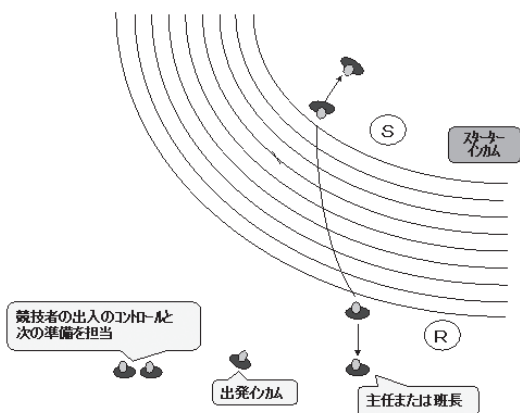 S
スターター
インカム
競技者の出入のコントロールと
次の準備を担当
R
出発インカム
主任または班長